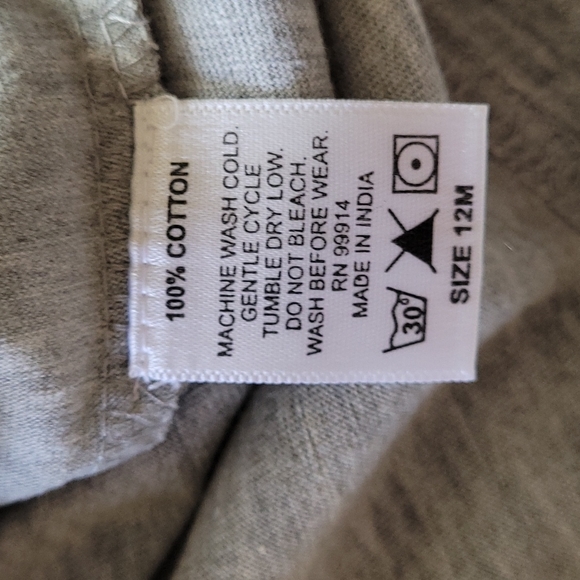 100% COTTON
MACHINE WASH COLD.
GENTLE CYCLE
TUMBLE DRY LOW.
DO NOT BLEACH.
WASH BEFORE WEAR.
RN 99914
MADE IN INDIA
30°
SIZE 12M